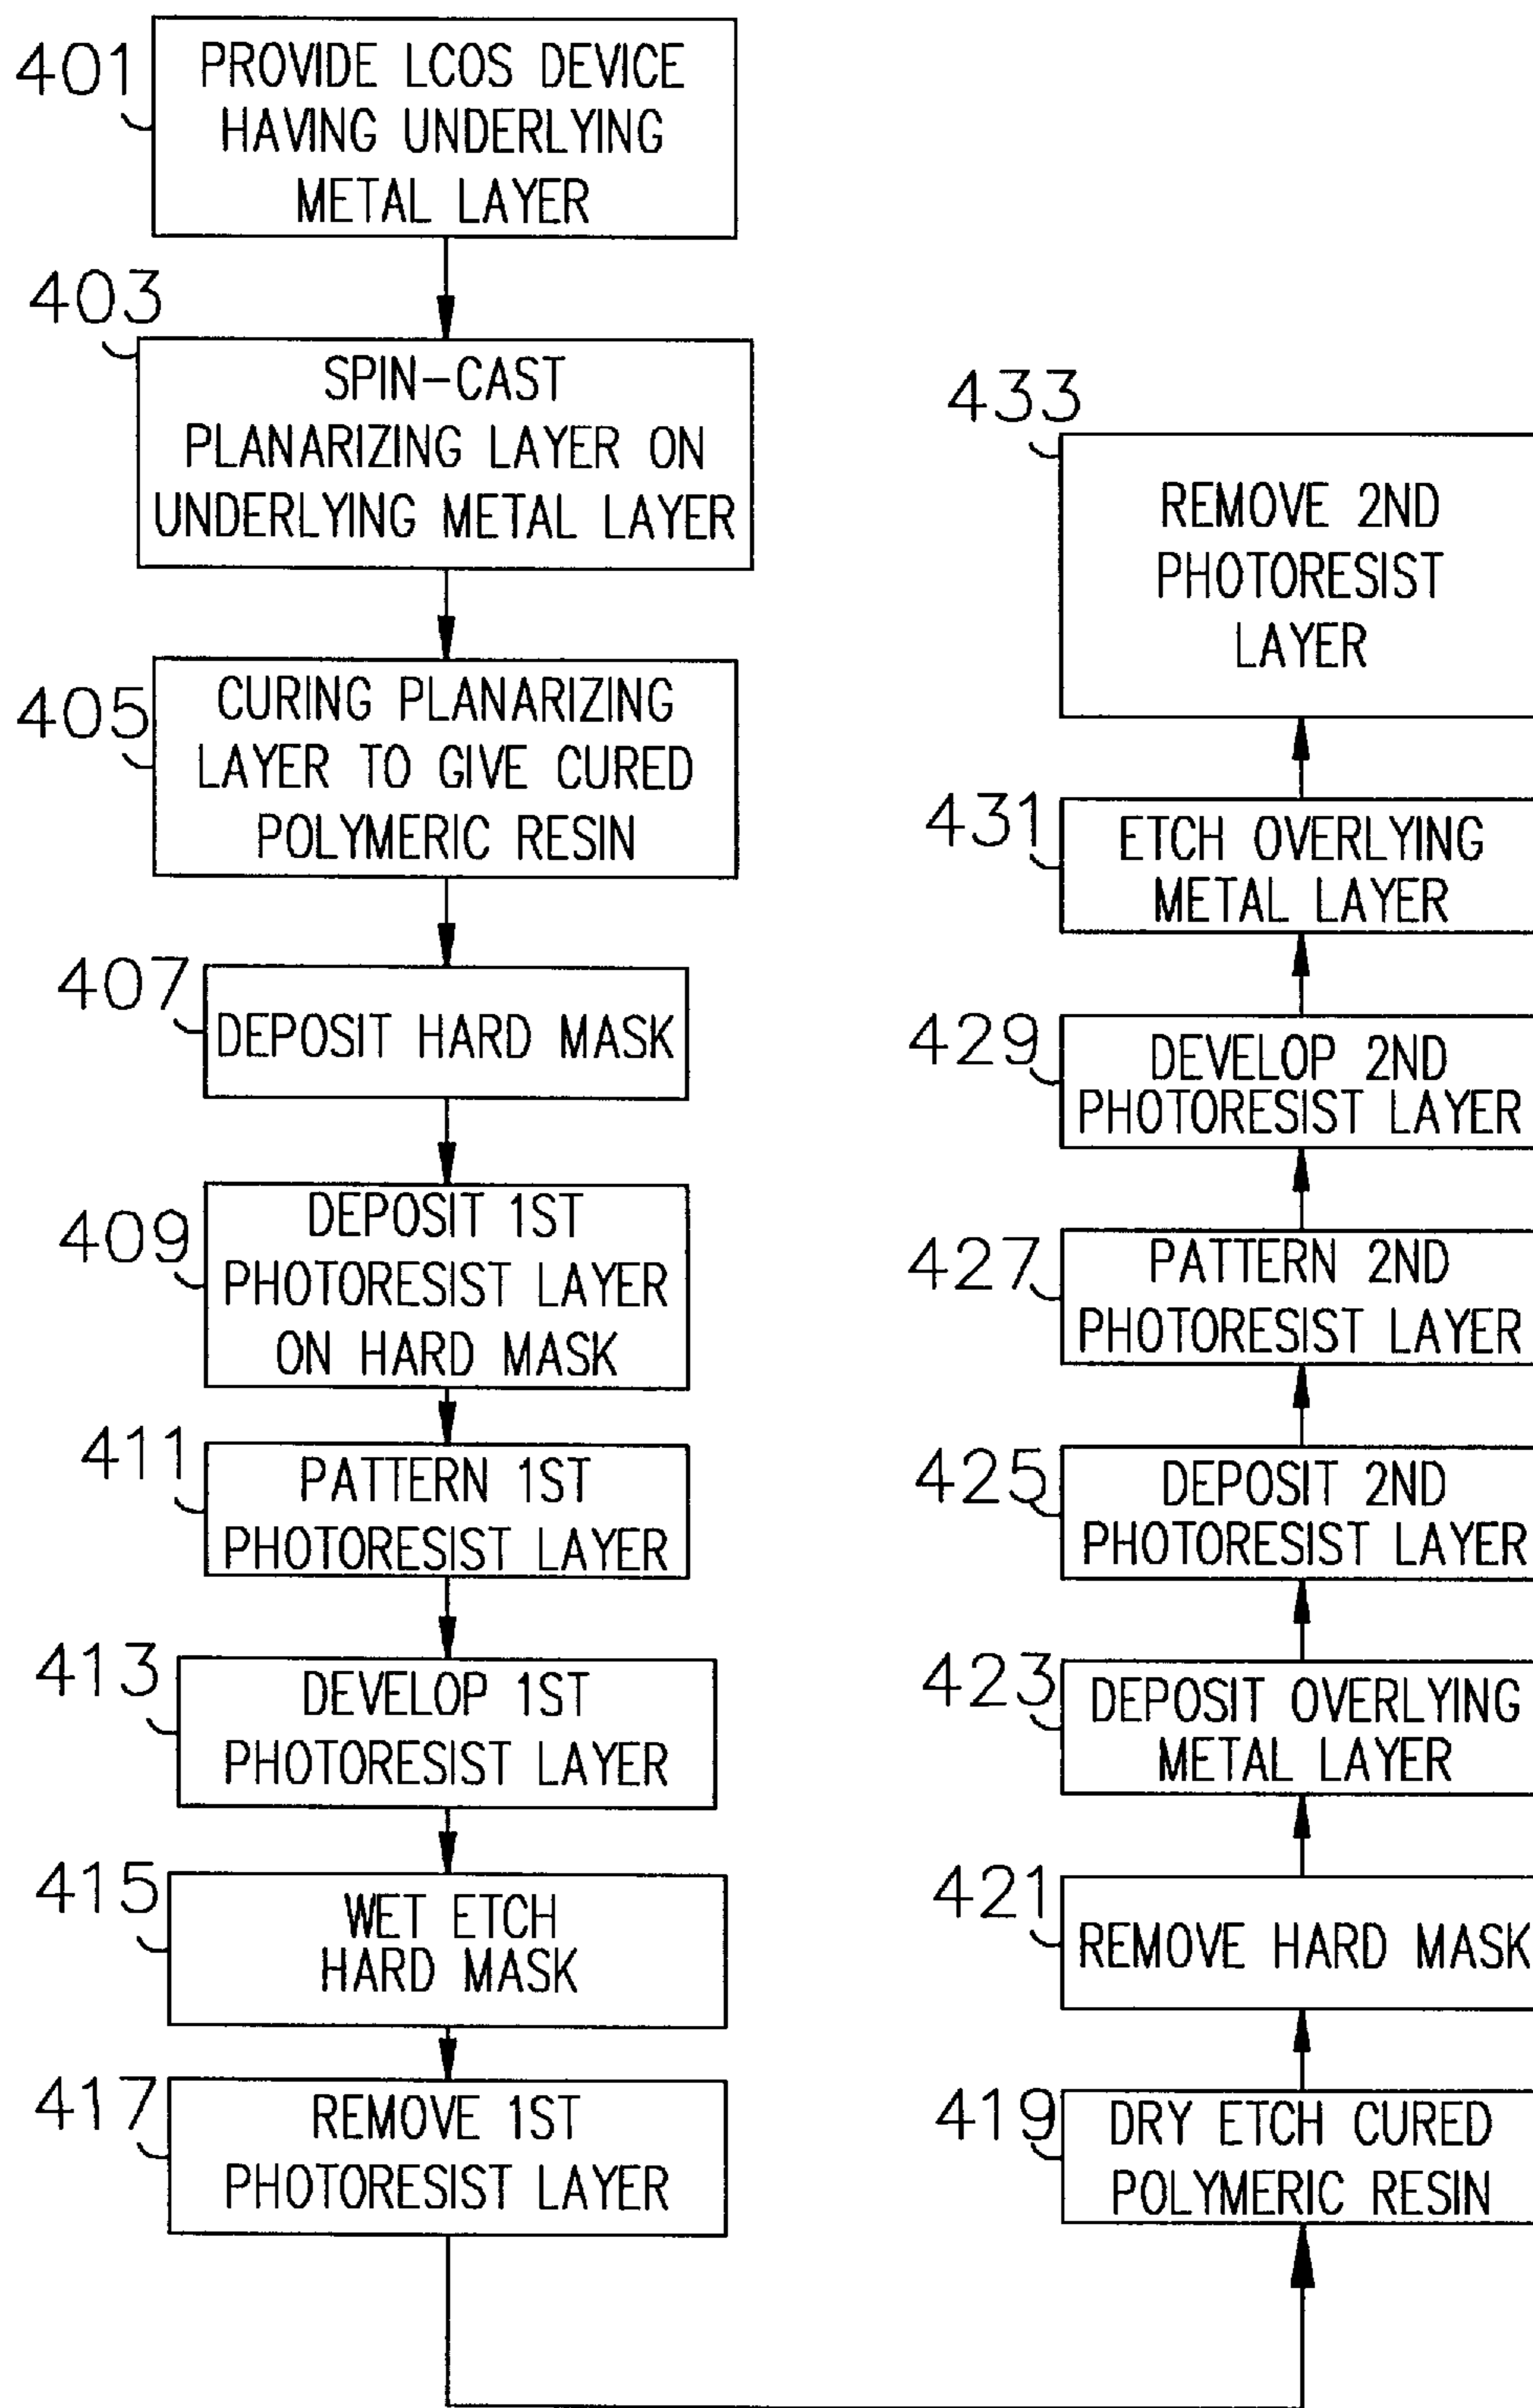 401
PROVIDE LCOS DEVICE
HAVING UNDERLYING
METAL LAYER
403
SPIN-CAST
PLANARIZING LAYER ON
UNDERLYING METAL LAYER
405
CURING PLANARIZING
LAYER TO GIVE CURED
POLYMERIC RESIN
407
DEPOSIT HARD MASK
409
DEPOSIT 1ST
PHOTORESIST LAYER
ON HARD MASK
411
PATTERN 1ST
PHOTORESIST LAYER
413
DEVELOP 1ST
PHOTORESIST LAYER
415
WET ETCH
HARD MASK
417
REMOVE 1ST
PHOTORESIST LAYER
419
DRY ETCH CURED
POLYMERIC RESIN
421
REMOVE HARD MASK
423
DEPOSIT OVERLYING
METAL LAYER
425
DEPOSIT 2ND
PHOTORESIST LAYER
427
PATTERN 2ND
PHOTORESIST LAYER
429
DEVELOP 2ND
PHOTORESIST LAYER
431
ETCH OVERLYING
METAL LAYER
433
REMOVE 2ND
PHOTORESIST
LAYER